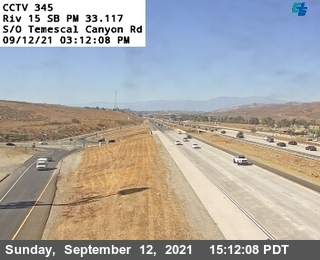 CCTV 345
Riv 15 SB PM 33.117
S/O Temescal Canyon Rd
09/12/21 03:12:08 PM
Sunday, September 12, 2021 15:12:08 PDT